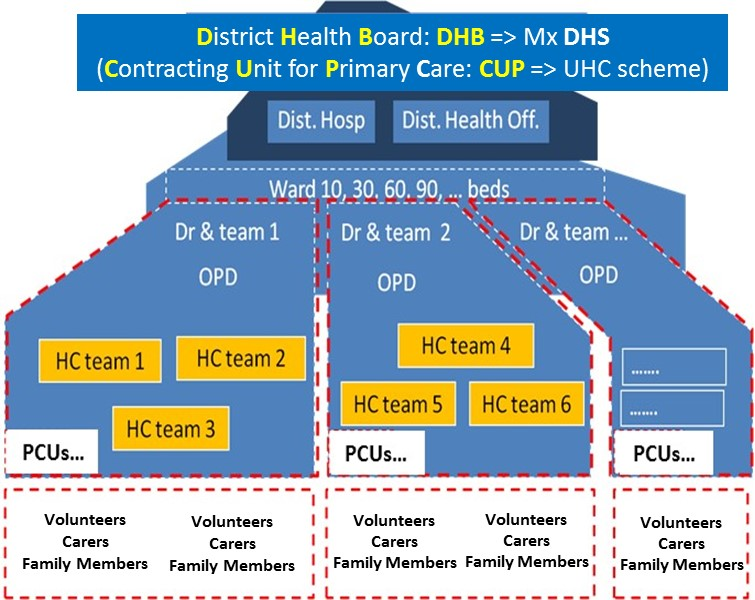 District Health Board: DHB => Mx DHS
(Contracting Unit for Primary Care: CUP => UHC scheme)
Dist. Hosp
Dist. Health Off.
Ward 10, 30, 60, 90, ... beds
Dr & team 1
OPD
HC team 1
HC team 2
HC team 3
PCUs...
Dr & team 2
OPD
HC team 4
HC team 5
HC team 6
PCUs...
Dr & team ...
OPD
.......
.......
PCUs...
Volunteers
Carers
Family Members
Volunteers
Carers
Family Members
Volunteers
Carers
Family Members
Volunteers
Carers
Family Members
Volunteers
Carers
Family Members